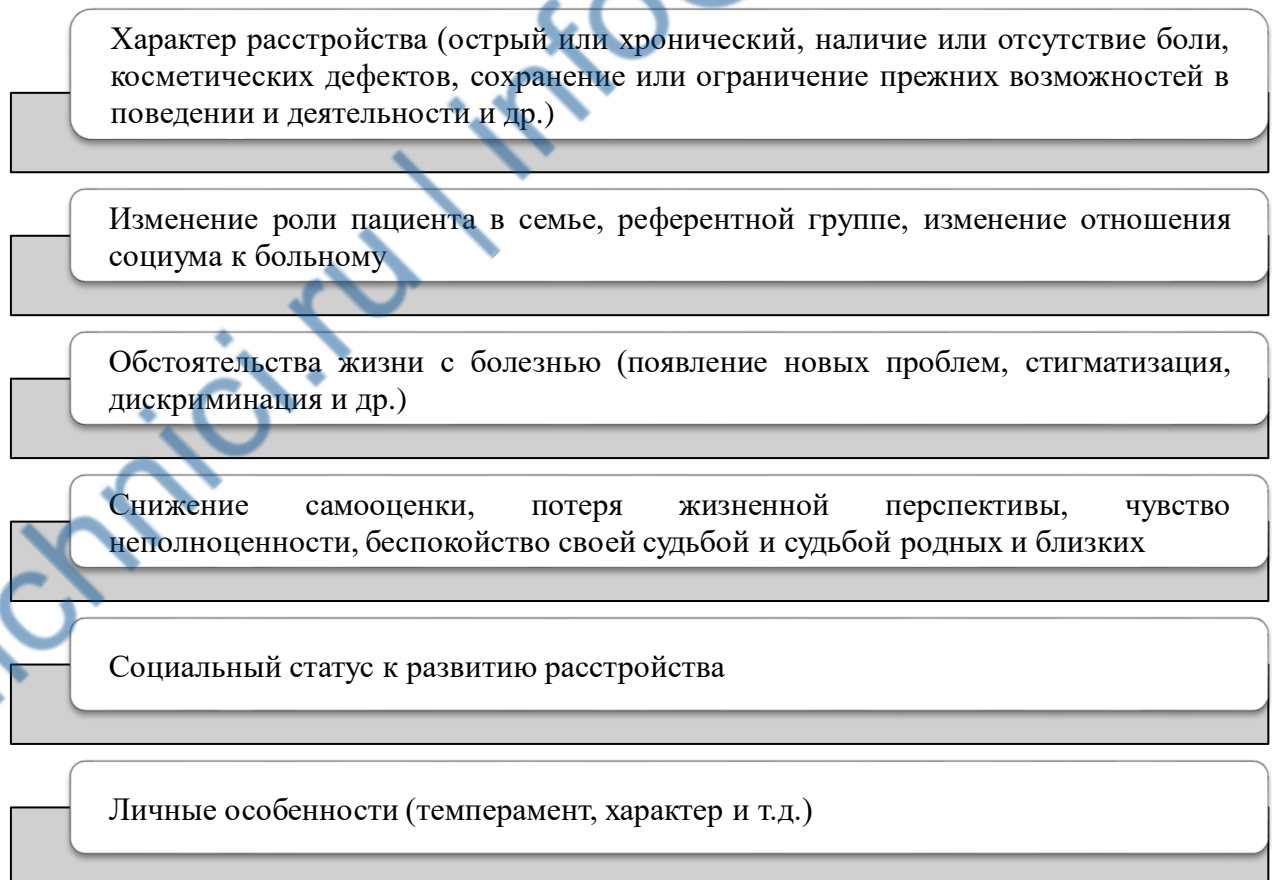 Характер расстройства (острый или хронический, наличие или отсутствие боли,
косметических дефектов, сохранение или ограничение прежних возможностей в
поведении и деятельности и др.)
Изменение роли пациента в семье, референтной группе, изменение отношения
социума к больному
Обстоятельства жизни с болезнью (появление новых проблем, стигматизация,
дискриминация и др.)
Снижение самооценки, потеря жизненной перспективы, чувство
неполноценности, беспокойство своей судьбой и судьбой родных и близких
Социальный статус к развитию расстройства
Личные особенности (темперамент, характер и т.д.)